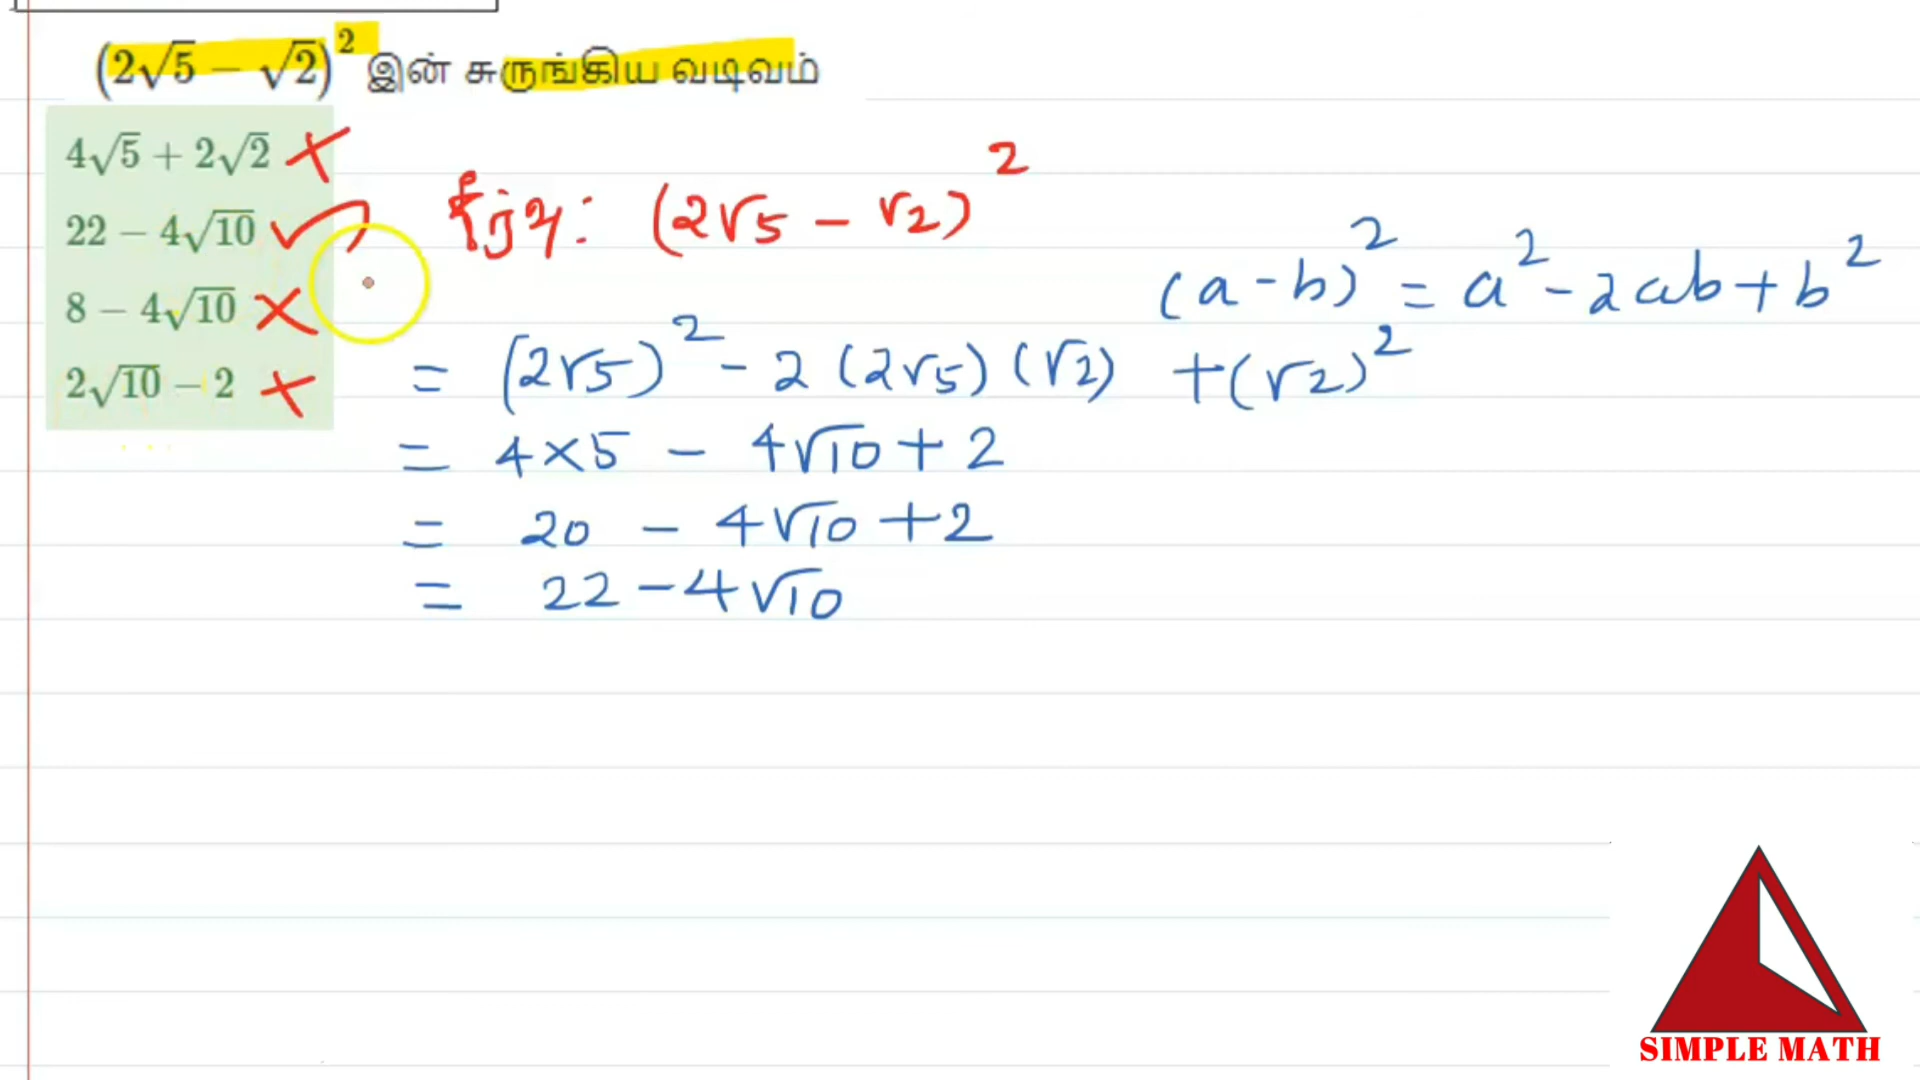 (2√5 − √2)² இன் சுருங்கிய வடிவம்
4√5 + 2√2 ×
22 − 4√10 ✓
8 − 4√10 ×
2√10 − 2 ×
தீர்வு: (2√5 − √2)²
(a - b)² = a² - 2ab + b²
= (2√5)² - 2 (2√5) (√2) + (√2)²
= 4 × 5 - 4√10 + 2
= 20 - 4√10 + 2
= 22 - 4√10
SIMPLE MATH